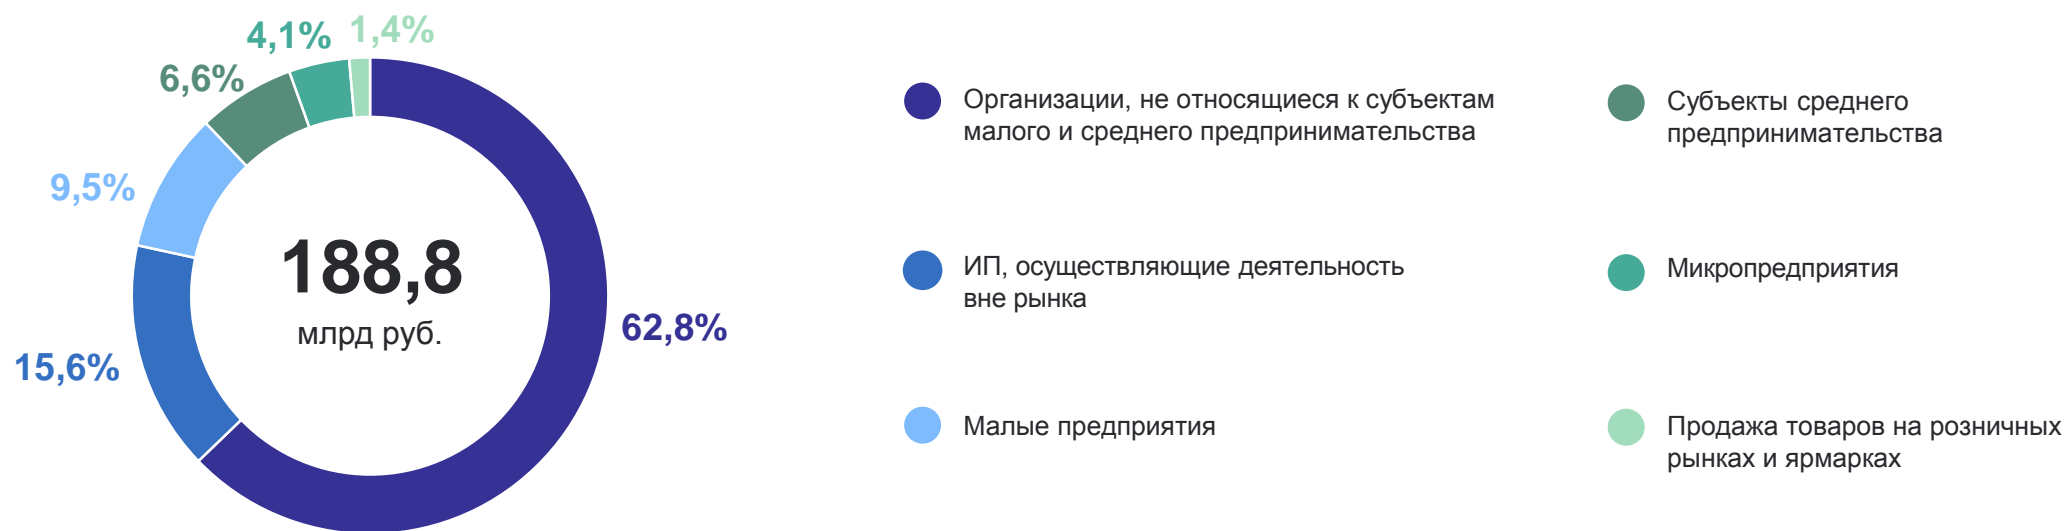 4,1%
1,4%
6,6%
9,5%
188,8
млрд руб.
62,8%
15,6%
Организации, не относящиеся к субъектам
малого и среднего предпринимательства
ИП, осуществляющие деятельность
вне рынка
Малые предприятия
Субъекты среднего
предпринимательства
Микропредприятия
Продажа товаров на розничных
рынках и ярмарках